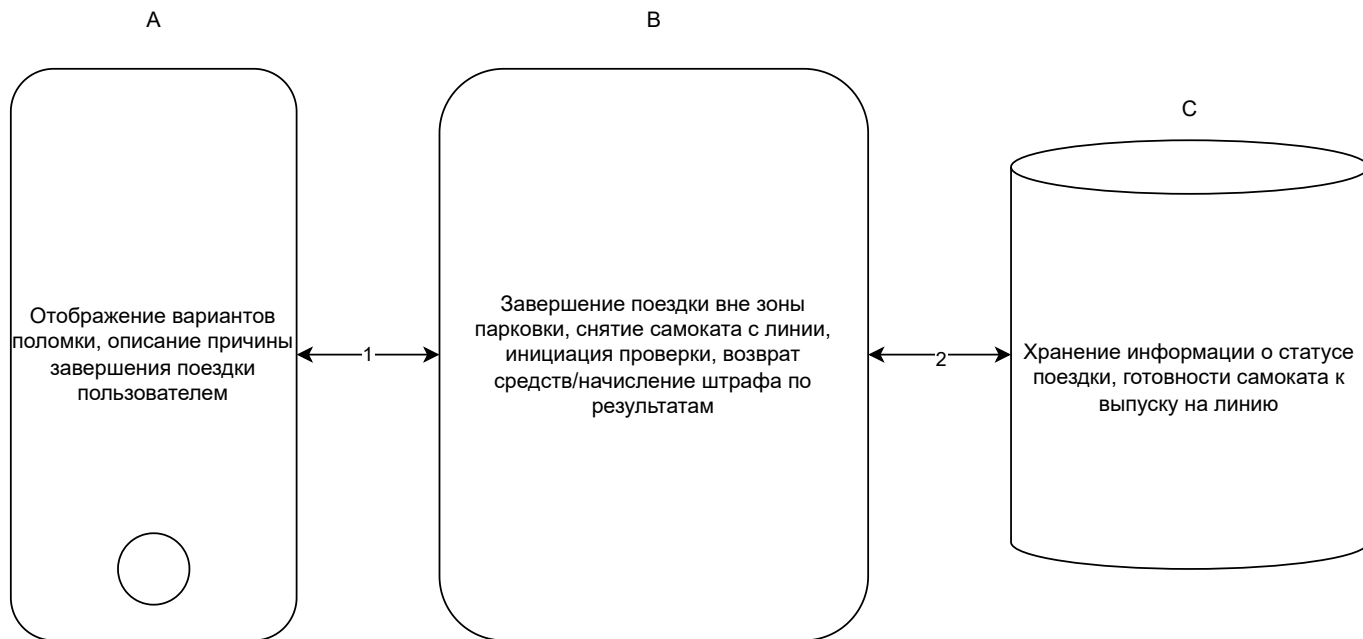 A
B
C
Отображение вариантов
поломки, описание причины
завершения поездки
пользователем
1
Завершение поездки вне зоны
парковки, снятие самоката с линии,
инициация проверки, возврат
средств/начисление штрафа по
результатам
2
Хранение информации о статусе
поездки, готовности самоката к
выпуску на линию